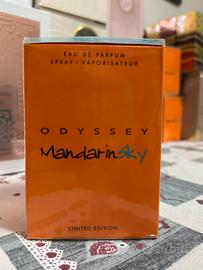 EAU DE PARFUM
SPRAY / VAPORISATEUR
ODYSSEY
MandarinSky
LIMITED EDITION